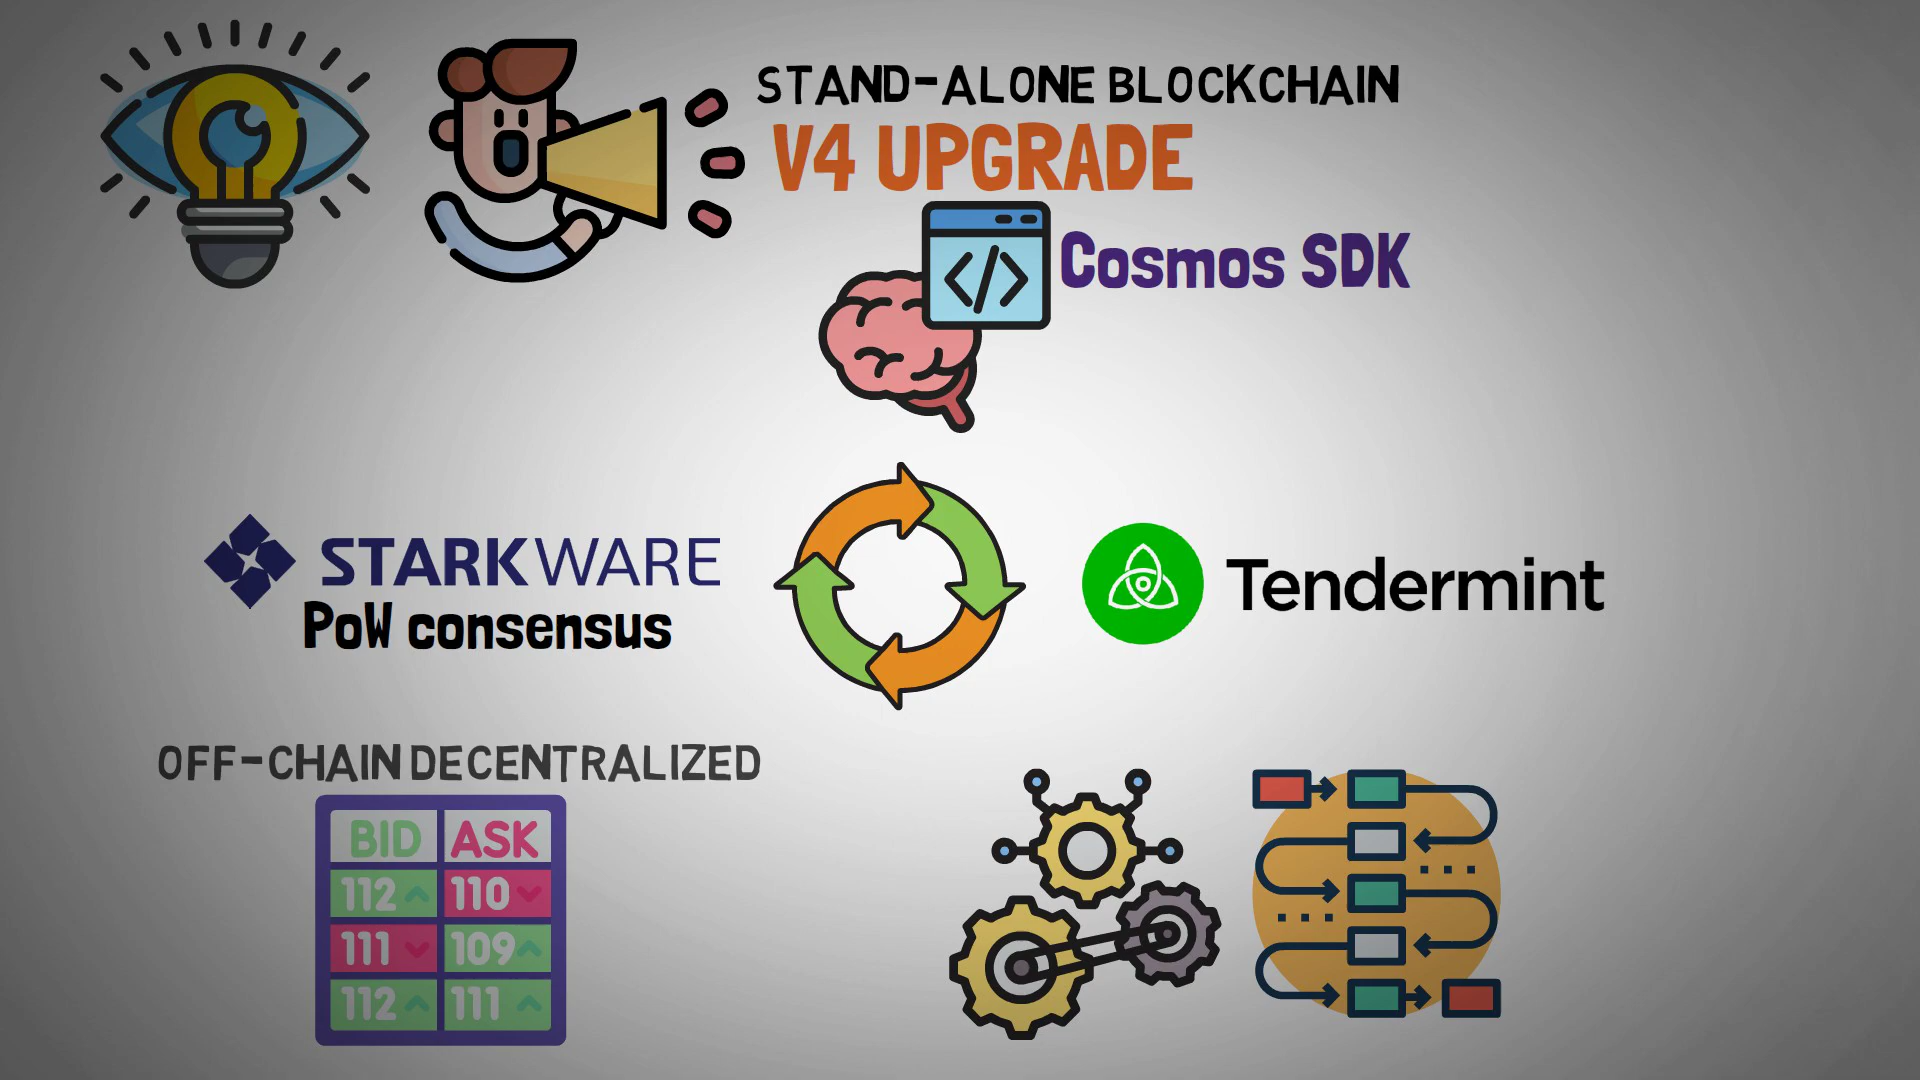 STAND-ALONE BLOCKCHAIN
V4 UPGRADE
</>
Cosmos SDK
STARKWARE
PoW consensus
Tendermint
OFF-CHAIN DECENTRALIZED
BID ASK
112 110
111 109
112 111